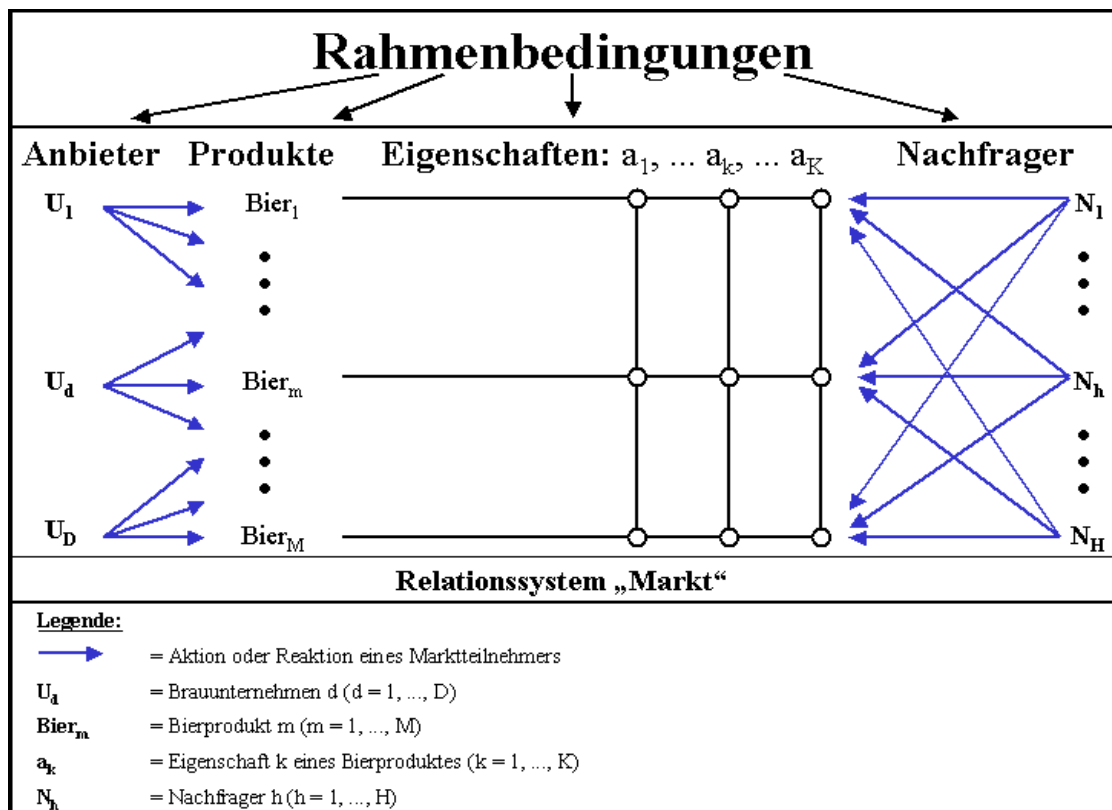 Rahmenbedingungen
Anbieter Produkte Eigenschaften: a1, ... ak, ... aK Nachfrager
U1 Bier1 N1
Ud Bierm Nh
UD BierM NH
Relationssystem „Markt“
Legende:
= Aktion oder Reaktion eines Marktteilnehmers
Ud = Brauunternehmen d (d = 1, ..., D)
Bierm = Bierprodukt m (m = 1, ..., M)
ak = Eigenschaft k eines Bierproduktes (k = 1, ..., K)
Nh = Nachfrager h (h = 1, ..., H)